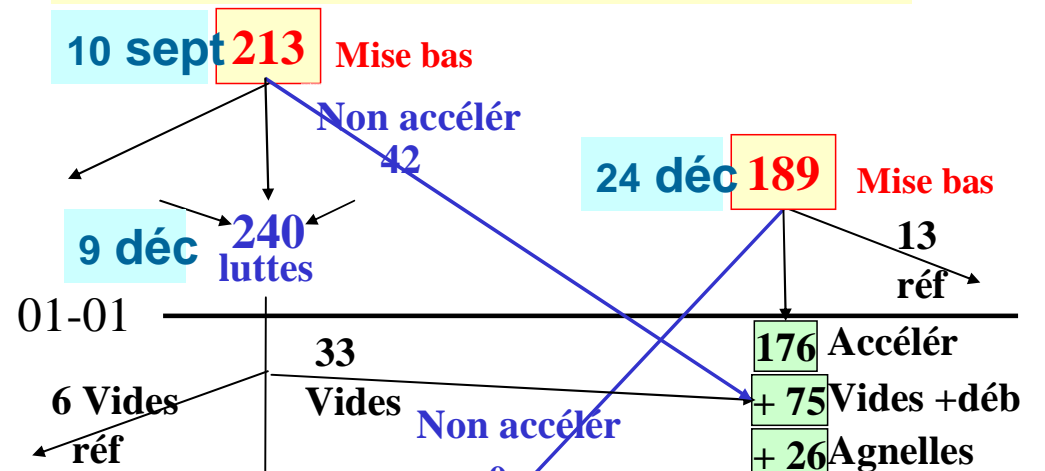 10 sept 213 Mise bas
Non accélér
42
24 déc 189 Mise bas
9 déc 240
luttes
13
réf
01-01
33
Vides
176 Accélér
6 Vides
réf
+ 75 Vides +déb
Non accélér
+ 26 Agnelles